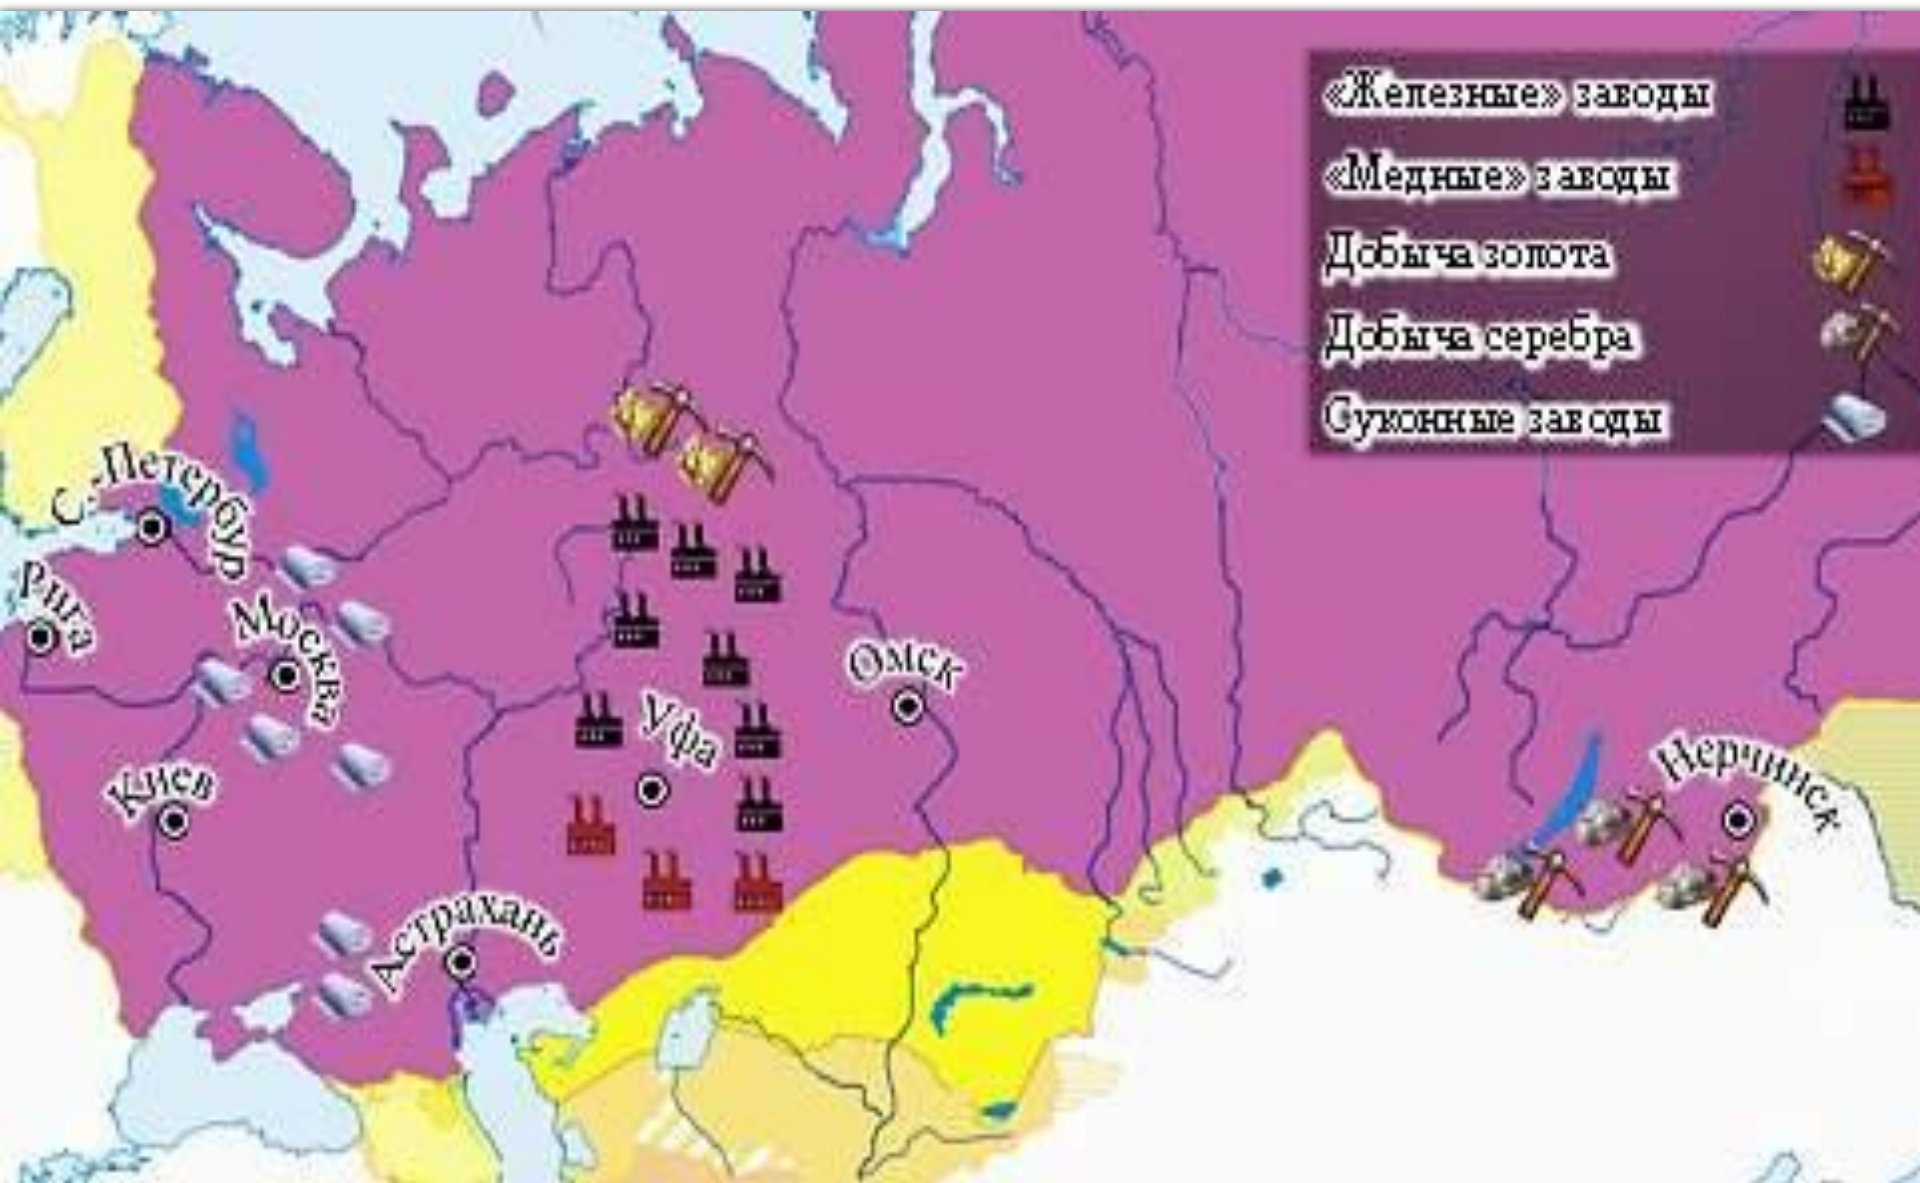 «Железные» заводы
«Медные» заводы
Добыча золота
Добыча серебра
Суконные заводы
С.-Петербург
Рига
Москва
Киев
Уфа
Омск
Астрахань
Нерчинск